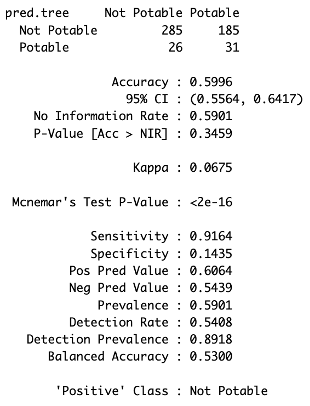 pred.tree Not Potable Potable
Not Potable 285 185
Potable 26 31
Accuracy : 0.5996
95% CI : (0.5564, 0.6417)
No Information Rate : 0.5901
P-Value [Acc > NIR] : 0.3459
Kappa : 0.0675
Mcnemar's Test P-Value : <2e-16
Sensitivity : 0.9164
Specificity : 0.1435
Pos Pred Value : 0.6064
Neg Pred Value : 0.5439
Prevalence : 0.5901
Detection Rate : 0.5408
Detection Prevalence : 0.8918
Balanced Accuracy : 0.5300
'Positive' Class : Not Potable